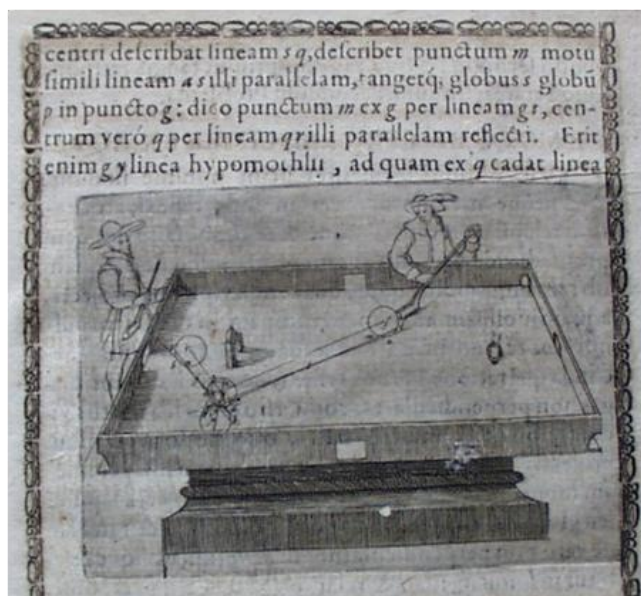 centri describat lineam s q, describet punctum m motu
simili lineam a s illi parallelam, tangetq́; globus s globū
p in puncto g: dico punctum m ex g per lineam g r, cen-
trum veró q per lineam q r illi parallelam reflecti. Erit
enim g y linea hypomochlii, ad quam ex q cadat linea